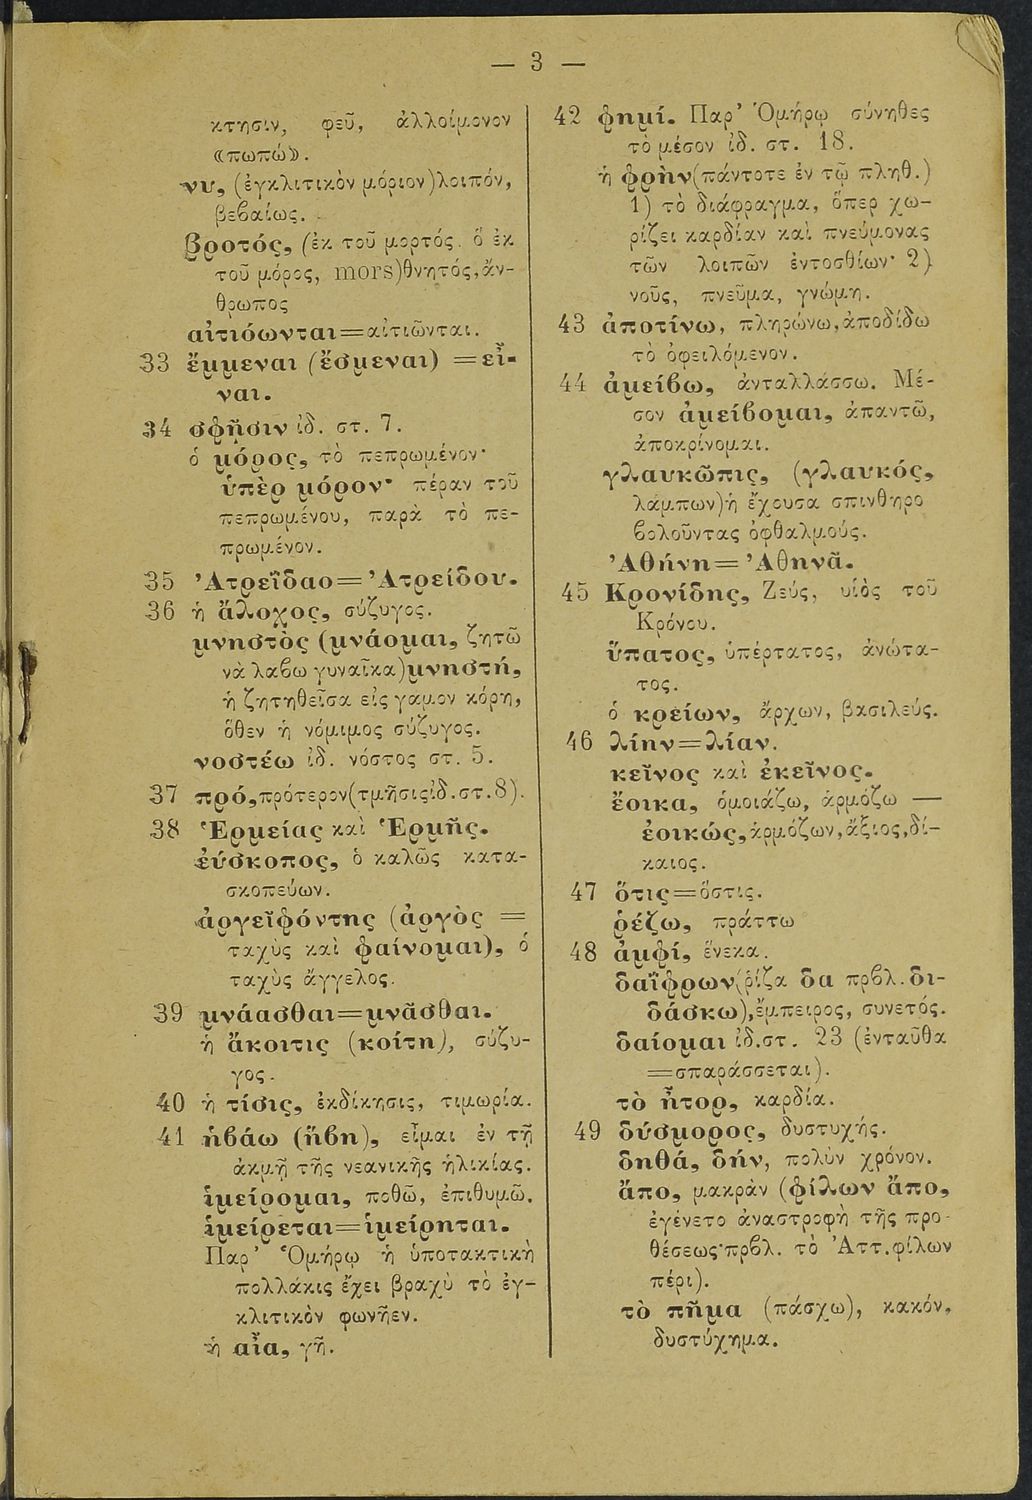 — 3 —
κτησιν, φεῦ, ἀλλοίμονον
«πωπώ».
νυ, (ἐγκλιτικὸν μόριον)λοιπόν,
βεβαίως.
βροτός, (ἐκ τοῦ μορτός. ὅ ἐκ
τοῦ μόρος, mors)θνητός, ἄν-
θρωπος
αἰτιόωνται=αἰτιῶνται.
33 ἔμμεναι (ἔσμεναι) =εἶ-
ναι.
34 σφῆσιν ἰδ. στ. 7.
ὁ μόρος, τὸ πεπρωμένον·
ὑπὲρ μόρον· πέραν τοῦ
πεπρωμένου, παρὰ τὸ πε-
πρωμένον.
35 Ἀτρεΐδαο=Ἀτρείδου.
36 ἡ ἄλοχος, σύζυγος.
μνηστὸς (μνάομαι, ζητῶ
νὰ λαβω γυναῖκα)μνηστή,
ἡ ζητηθεῖσα εἰς γάμον κόρη,
ὅθεν ἡ νόμιμος σύζυγος.
νοστέω ἰδ. νόστος στ. 5.
37 πρό,πρότερον(τμῆσιςἰδ.στ.8).
38 Ἑρμείας καὶ Ἑρμῆς.
ἐύσκοπος, ὁ καλῶς κατα-
σκοπεύων.
ἀργεϊφόντης (ἀργὸς =
ταχὺς καὶ φαίνομαι), ὁ
ταχὺς ἄγγελος.
39 μνάασθαι=μνᾶσθαι.
ἡ ἄκοιτις (κοίτη), σύζυ-
γος.
40 ἡ τίσις, ἐκδίκησις, τιμωρία.
41 ἡβάω (ἥβη), εἶμαι ἐν τῇ
ἀκμῇ τῆς νεανικῆς ἡλικίας.
ἱμείρομαι, ποθῶ, ἐπιθυμῶ.
ἱμείρεται=ἱμείρηται.
Παρ' Ὁμήρῳ ἡ ὑποτακτικὴ
πολλάκις ἔχει βραχὺ τὸ ἐγ-
κλιτικὸν φωνῆεν.
ἡ αἶα, γῆ.
42 φημί. Παρ' Ὁμήρῳ σύνηθες
τὸ μέσον ἰδ. στ. 18.
ἡ φρὴν(πάντοτε ἐν τῷ πληθ.)
1) τὸ διάφραγμα, ὅπερ χω-
ρίζει καρδίαν καὶ πνεύμονας
τῶν λοιπῶν ἐντοσθίων· 2)
νοῦς, πνεῦμα, γνώμη.
43 ἀποτίνω, πληρώνω, ἀποδίδω
τὸ ὀφειλόμενον.
44 ἀμείβω, ἀνταλλάσσω. Μέ-
σον ἀμείβομαι, ἀπαντῶ,
ἀποκρίνομαι.
γλαυκῶπις, (γλαυκός,
λάμπων)ἡ ἔχουσα σπινθηρο
βολοῦντας ὀφθαλμούς.
Ἀθήνη=Ἀθηνᾶ.
45 Κρονίδης, Ζεύς, υἱὸς τοῦ
Κρόνου.
ὕπατος, ὑπέρτατος, ἀνώτα-
τος.
ὁ κρείων, ἄρχων, βασιλεύς.
46 λίην=λίαν.
κεῖνος καὶ ἐκεῖνος.
ἔοικα, ὁμοιάζω, ἁρμόζω —
ἐοικώς,ἁρμόζων,ἄξιος,δί-
καιος.
47 ὅτις=ὅστις.
ῥέζω, πράττω
48 ἀμφί, ἕνεκα.
δαΐφρων(ῥίζα δα πρβλ.δι-
δάσκω),ἔμπειρος, συνετός.
δαίομαι ἰδ.στ. 23 (ἐνταῦθα
=σπαράσσεται).
τὸ ἦτορ, καρδία.
49 δύσμορος, δυστυχής.
δηθά, δήν, πολὺν χρόνον.
ἄπο, μακρὰν (φίλων ἄπο,
ἐγένετο ἀναστροφὴ τῆς προ-
θέσεως·πρβλ. τὸ Ἀττ.φίλων
πέρι).
τὸ πῆμα (πάσχω), κακόν,
δυστύχημα.